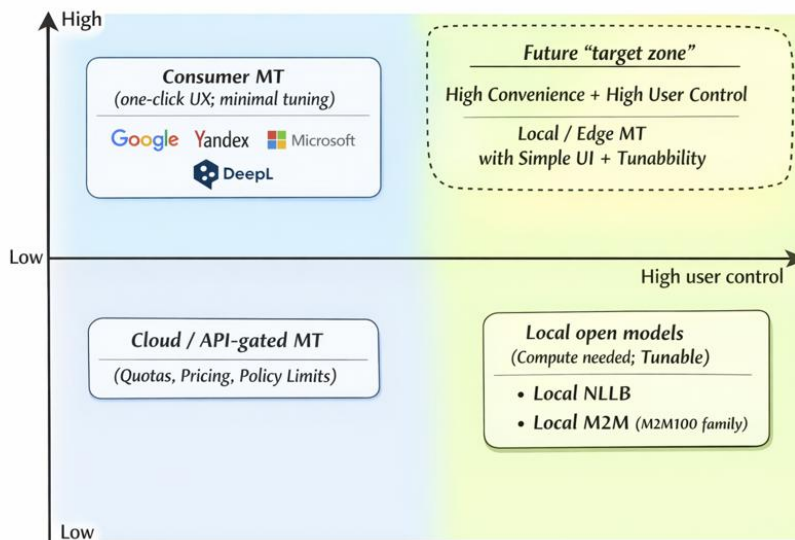 High
Consumer MT
(one-click UX; minimal tuning)
Google Yandex Microsoft
DeepL
Future “target zone”
High Convenience + High User Control
Local / Edge MT
with Simple UI + Tunabbility
Low
High user control
Cloud / API-gated MT
(Quotas, Pricing, Policy Limits)
Local open models
(Compute needed; Tunable)
• Local NLLB
• Local M2M (M2M100 family)
Low